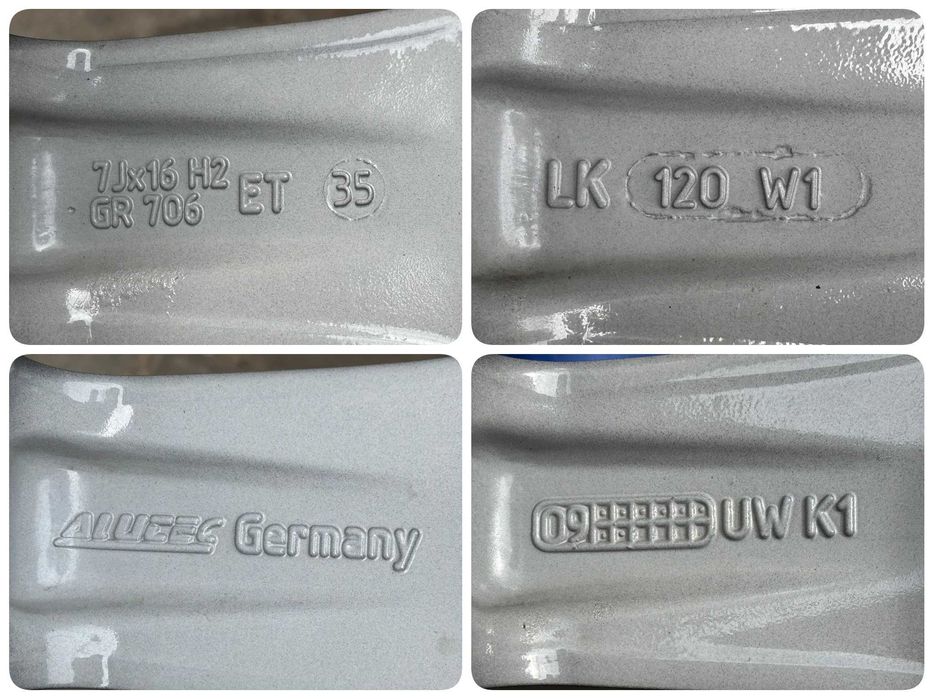 7Jx16 H2
GR 706
ET 35
LK 120 W1
ALUTEC Germany
09 UW K1